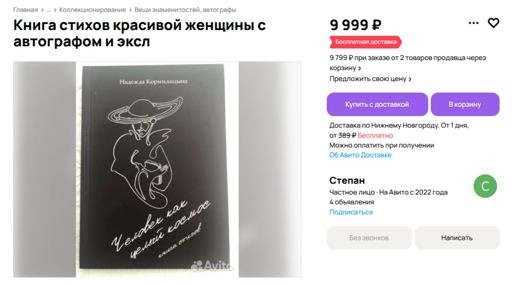 Главная > ... > Коллекционирование > Вещи знаменитостей, автографы
Книга стихов красивой женщины с
автографом и эксл
Надежда Кормилицына
Человек как
целый космос
книга стихов
Avito
9 999 ₽
Бесплатная доставка
9 799 ₽ при заказе от 2 товаров продавца через
корзину >
Предложить свою цену >
Купить с доставкой
В корзину
Доставка по Нижнему Новгороду. От 1 дня,
от 389 ₽ Бесплатно
Можно оплатить при получении
Об Авито Доставке
Степан
Частное лицо · На Авито с 2022 года
4 объявления
Подписаться
С
Без звонков
Написать